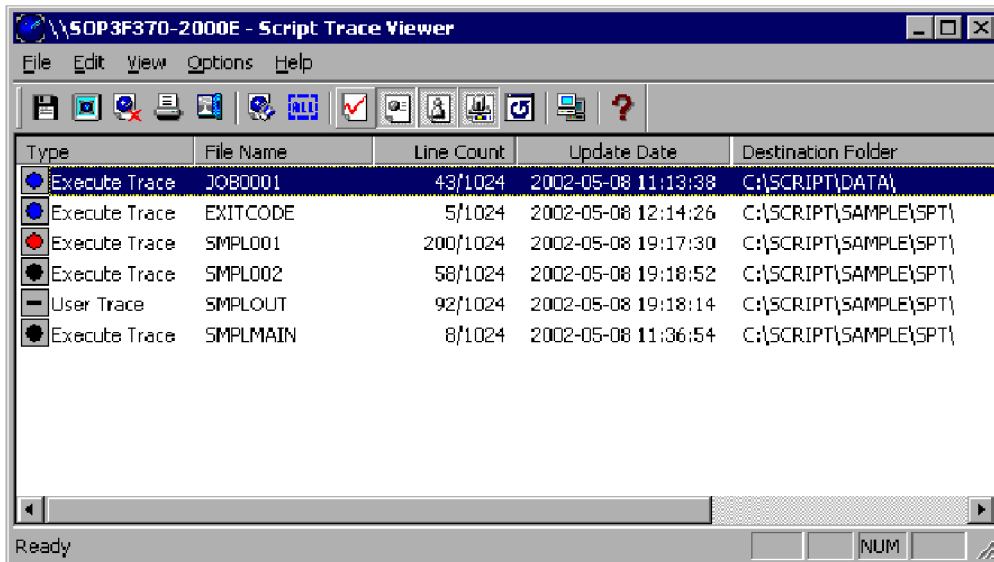 \\SOP3F370-2000E - Script Trace Viewer
File Edit View Options Help
ALL ?
Type File Name Line Count Update Date Destination Folder
Execute Trace JOB0001 43/1024 2002-05-08 11:13:38 C:\SCRIPT\DATA\
Execute Trace EXITCODE 5/1024 2002-05-08 12:14:26 C:\SCRIPT\SAMPLE\SPT\
Execute Trace SMPL001 200/1024 2002-05-08 19:17:30 C:\SCRIPT\SAMPLE\SPT\
Execute Trace SMPL002 58/1024 2002-05-08 19:18:52 C:\SCRIPT\SAMPLE\SPT\
User Trace SMPLOUT 92/1024 2002-05-08 19:18:14 C:\SCRIPT\SAMPLE\SPT\
Execute Trace SMPLMAIN 8/1024 2002-05-08 11:36:54 C:\SCRIPT\SAMPLE\SPT\
Ready NUM